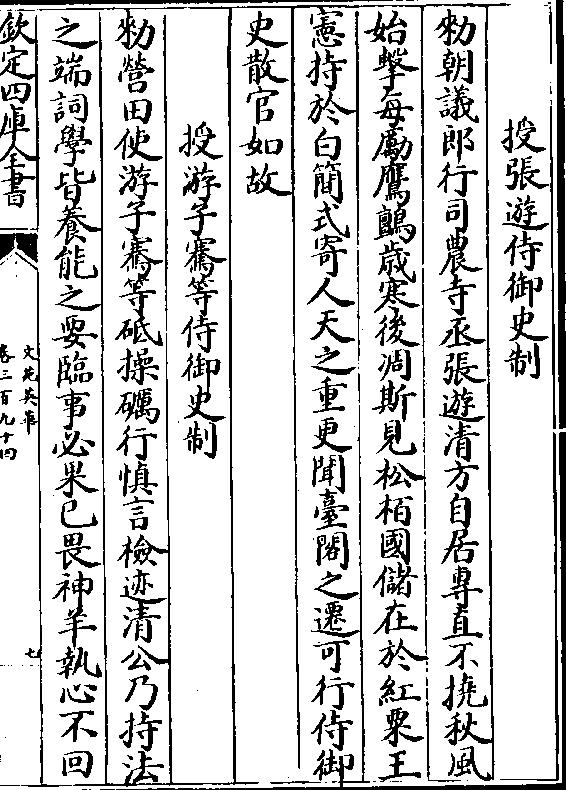 授張遊侍御史制
勑朝議郎行司農寺丞張遊清方自居專直不撓秋風
始擊每勵鷹鸇歳寒後凋斯見松栢國儲在於紅粟王
憲持於白簡式寄人天之重更聞臺閣之遷可行侍御
史散官如故
授游子騫等侍御史制
勑營田使游子騫等砥操礪行慎言檢迹清公乃持法
之端詞學皆養能之要臨事必果已畏神羊執心不回
欽定四庫全書
文苑英華
卷三百九十四
七